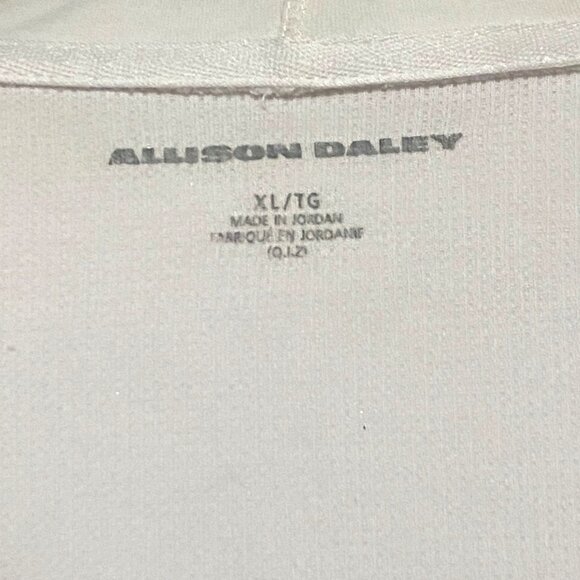 ALLISON DALEY
XL/TG
MADE IN JORDAN
FABRIQUÉ EN JORDANIE
(Q.I.Z)